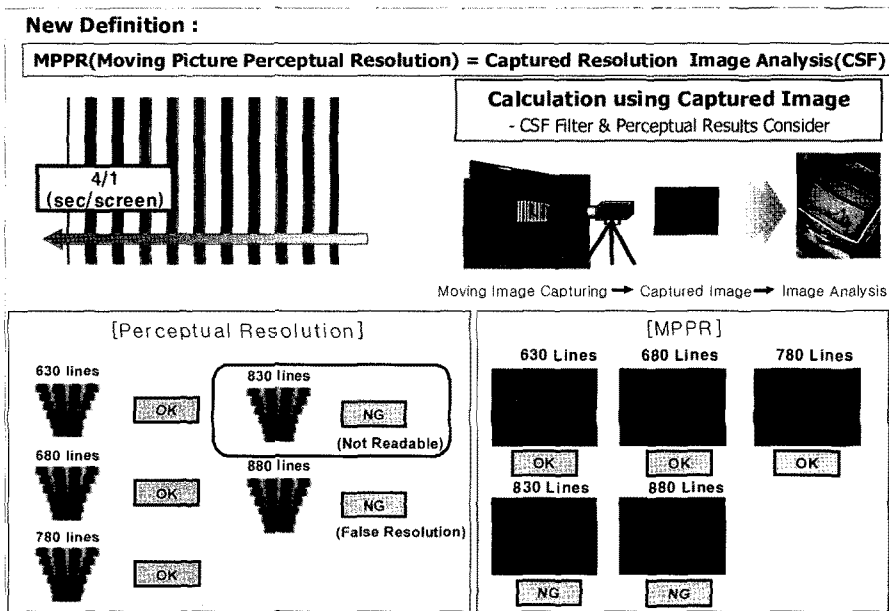 New Definition :
MPPR(Moving Picture Perceptual Resolution) = Captured Resolution Image Analysis(CSF)
4/1
(sec/screen)
Calculation using Captured Image
- CSF Filter & Perceptual Results Consider
Moving Image Capturing → Captured Image → Image Analysis
[Perceptual Resolution]
630 lines
OK
830 lines
NG
(Not Readable)
680 lines
OK
880 lines
NG
(False Resolution)
780 lines
OK
[MPPR]
630 Lines 680 Lines 780 Lines
OK OK OK
830 Lines 880 Lines
NG NG